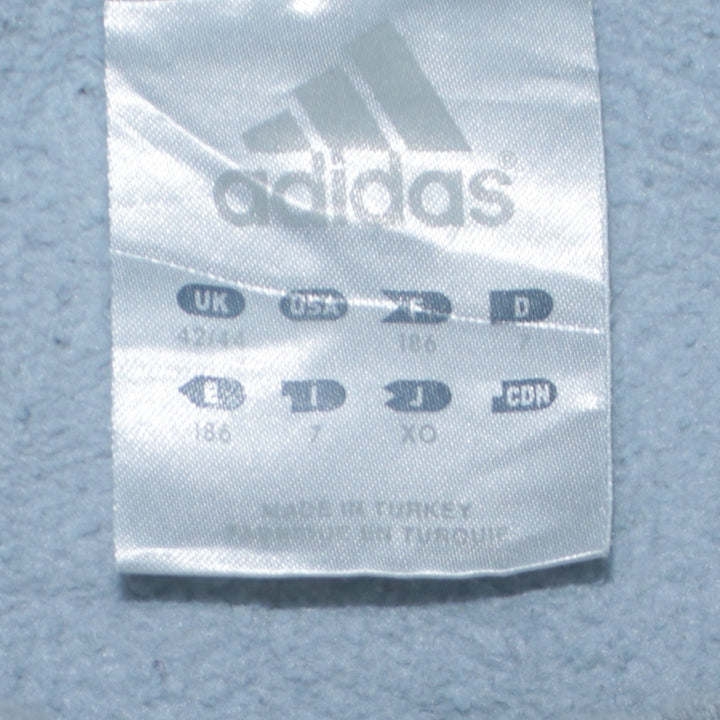 adidas®
UK USA F D
42/44 186 7
E I J CDN
186 7 XO
MADE IN TURKEY
FABRIQUE EN TURQUIE